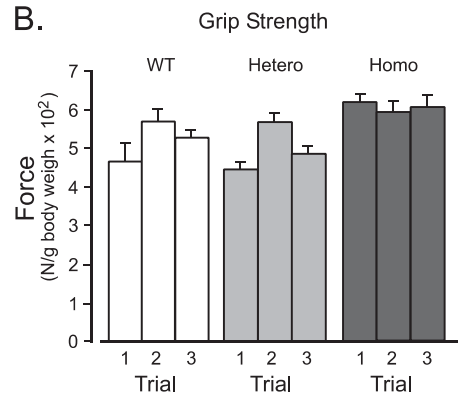 B.
Grip Strength
WT Hetero Homo
Force
(N/g body weigh x 10²)
7
6
5
4
3
2
1
0
1 2 3 1 2 3 1 2 3
Trial Trial Trial